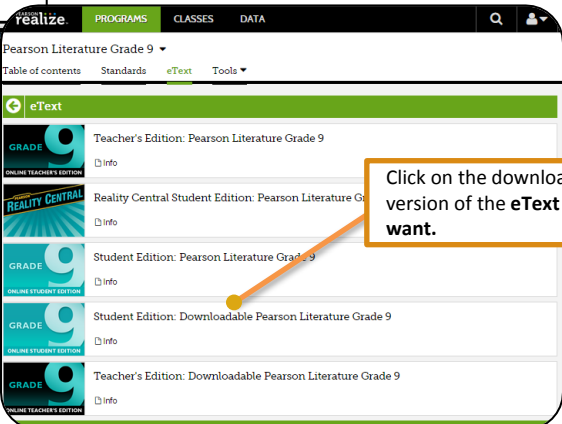 PEARSON
realize. PROGRAMS CLASSES DATA
Pearson Literature Grade 9
Table of contents Standards eText Tools
eText
GRADE 9
ONLINE TEACHER'S EDITION
Teacher's Edition: Pearson Literature Grade 9
Info
REALITY CENTRAL
Reality Central Student Edition: Pearson Literature Gr
Info
Click on the downloa
version of the eText
want.
GRADE 9
ONLINE STUDENT EDITION
Student Edition: Pearson Literature Grade 9
Info
GRADE 9
ONLINE STUDENT EDITION
Student Edition: Downloadable Pearson Literature Grade 9
Info
GRADE 9
ONLINE TEACHER'S EDITION
Teacher's Edition: Downloadable Pearson Literature Grade 9
Info